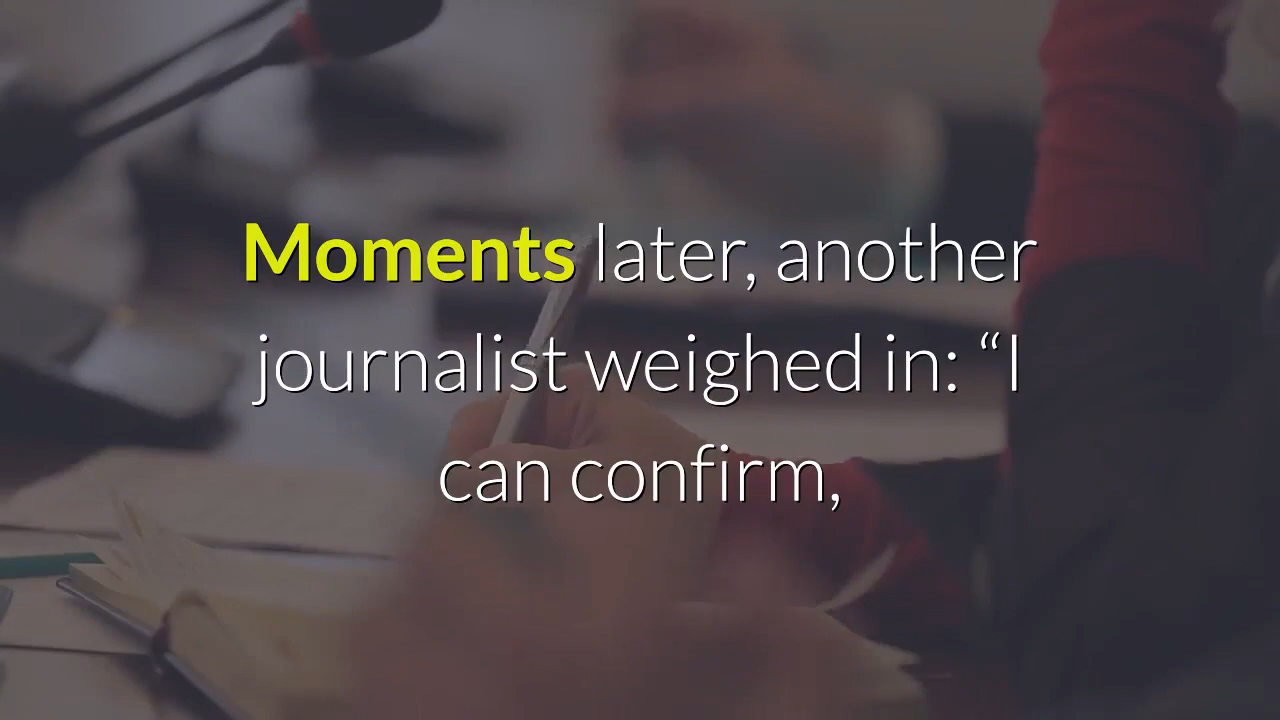 Moments later, another
journalist weighed in: “I
can confirm,